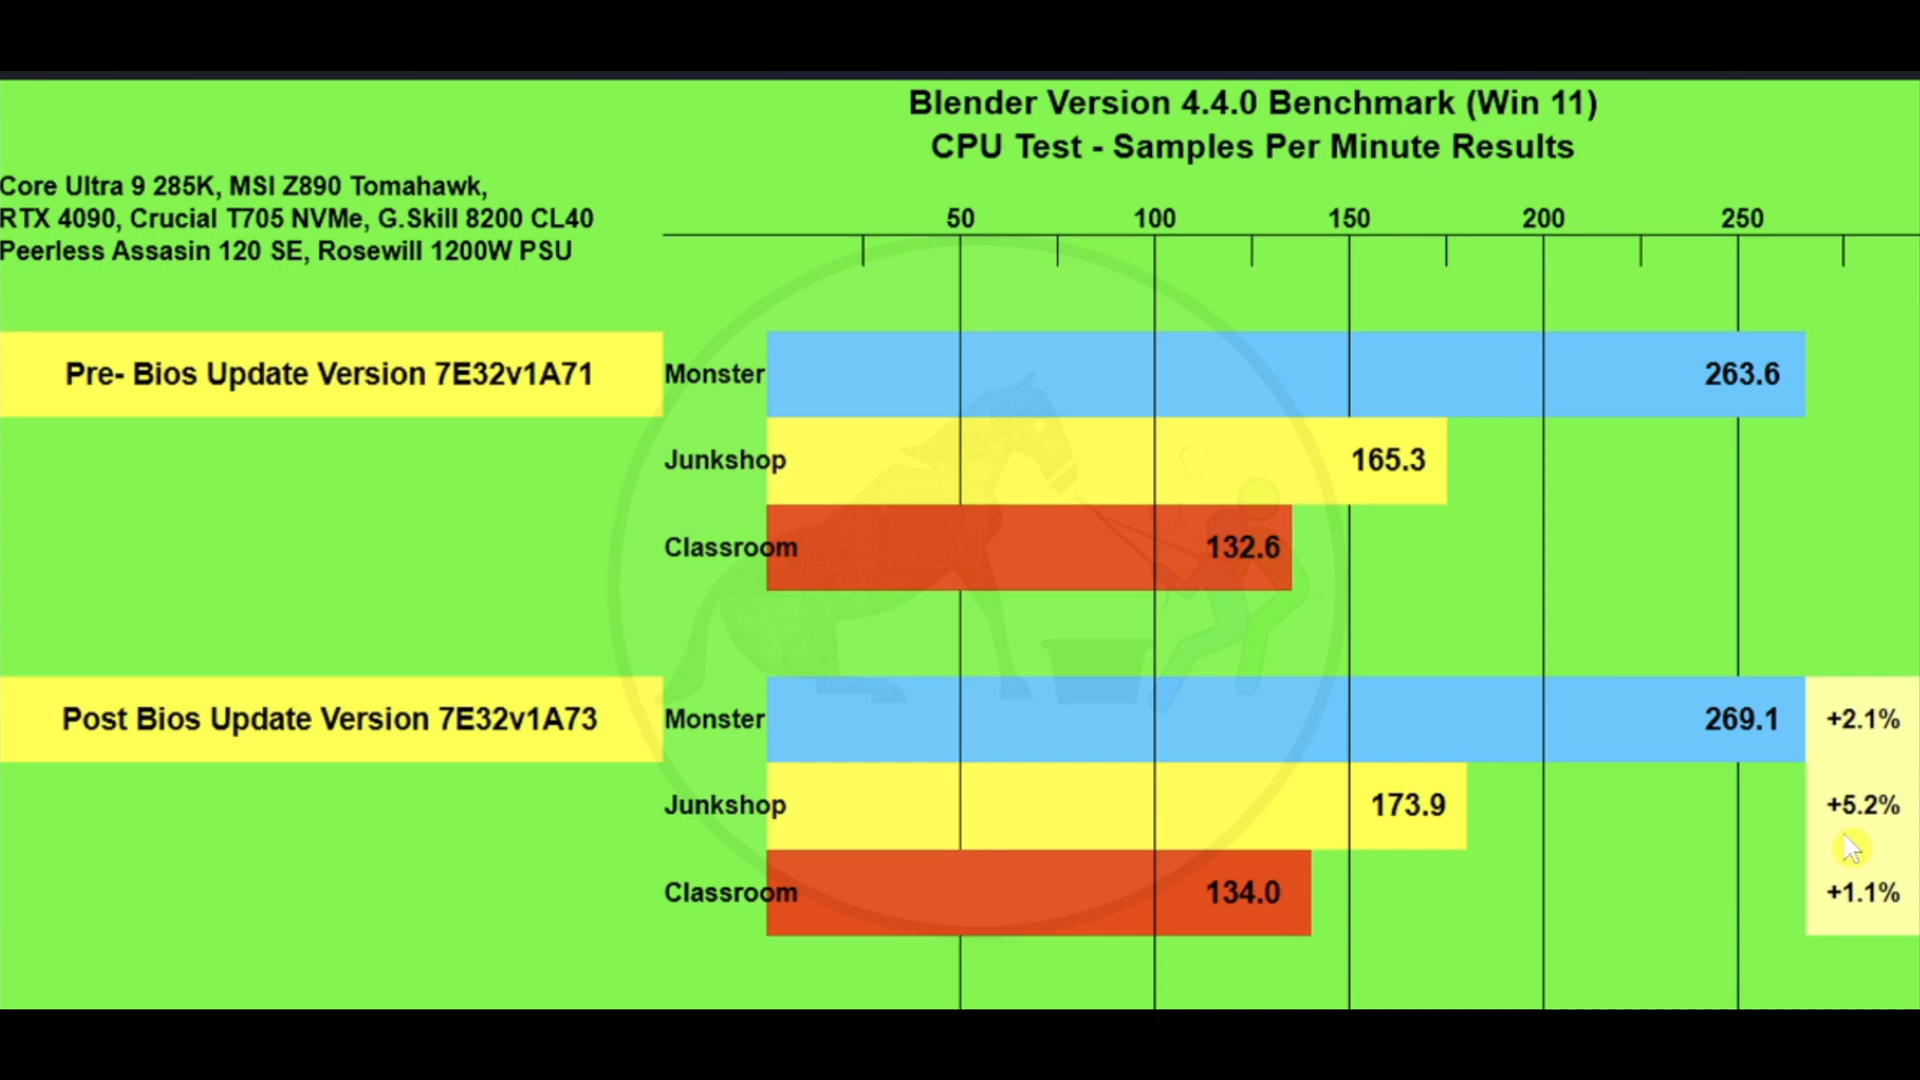 Blender Version 4.4.0 Benchmark (Win 11)
CPU Test - Samples Per Minute Results
Core Ultra 9 285K, MSI Z890 Tomahawk,
RTX 4090, Crucial T705 NVMe, G.Skill 8200 CL40
Peerless Assasin 120 SE, Rosewill 1200W PSU
50 100 150 200 250
Pre- Bios Update Version 7E32v1A71 Monster 263.6
Junkshop 165.3
Classroom 132.6
Post Bios Update Version 7E32v1A73 Monster 269.1 +2.1%
Junkshop 173.9 +5.2%
Classroom 134.0 +1.1%